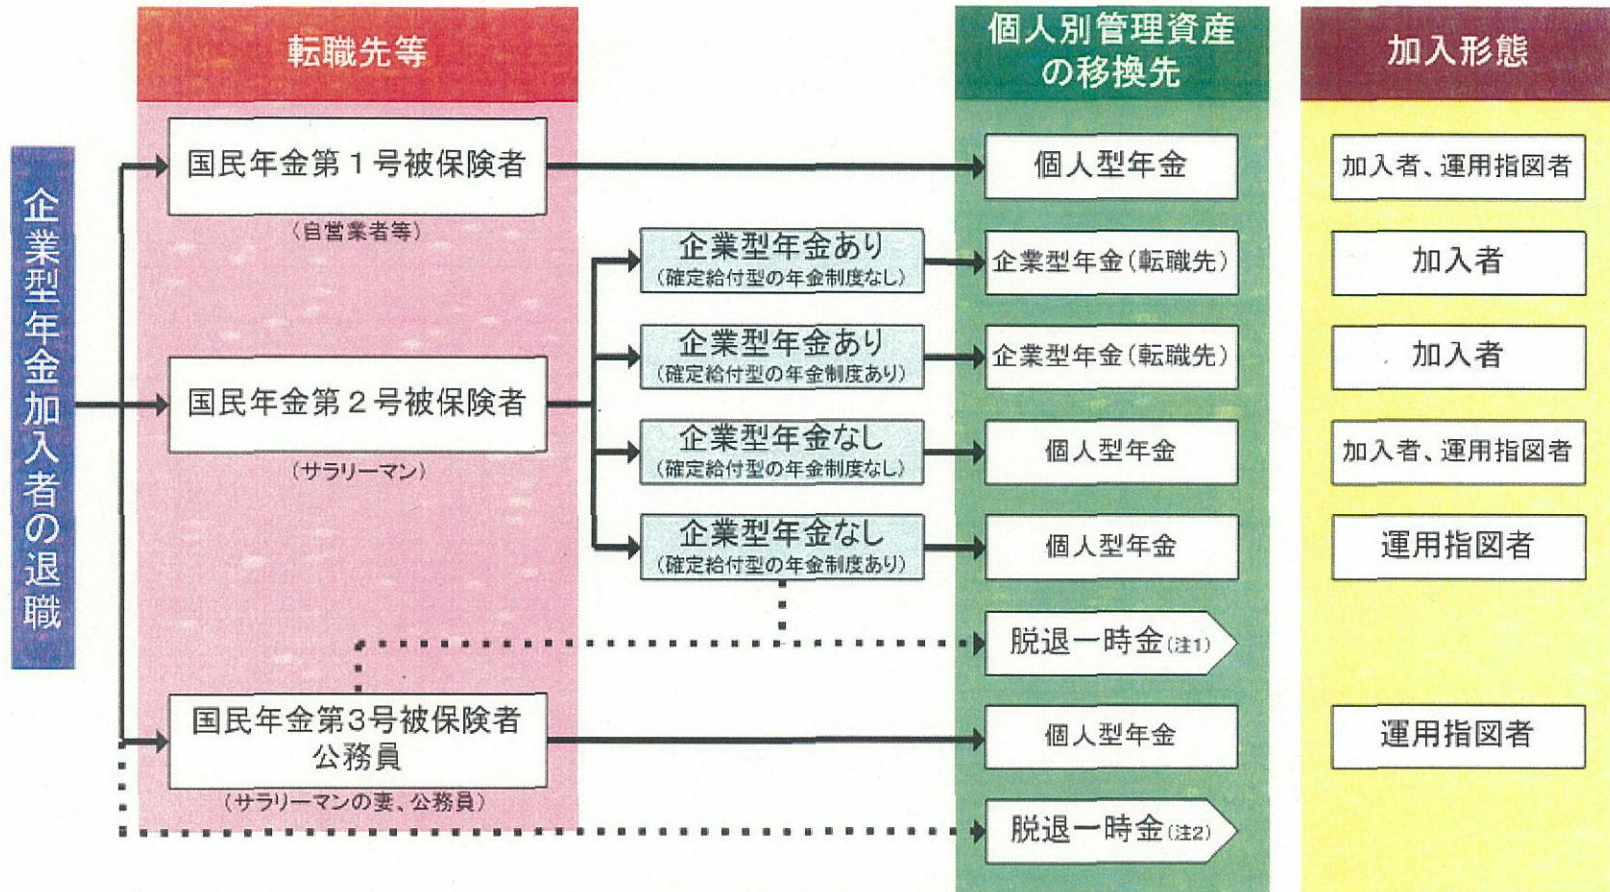 転職先等
個人別管理資産
の移換先
加入形態
企業型年金加入者の退職
国民年金第1号被保険者
(自営業者等)
個人型年金
加入者、運用指図者
企業型年金あり
(確定給付型の年金制度なし)
企業型年金(転職先)
加入者
企業型年金あり
(確定給付型の年金制度あり)
企業型年金(転職先)
加入者
国民年金第2号被保険者
(サラリーマン)
企業型年金なし
(確定給付型の年金制度なし)
個人型年金
加入者、運用指図者
企業型年金なし
(確定給付型の年金制度あり)
個人型年金
運用指図者
脱退一時金(注1)
国民年金第3号被保険者
公務員
(サラリーマンの妻、公務員)
個人型年金
運用指図者
脱退一時金(注2)